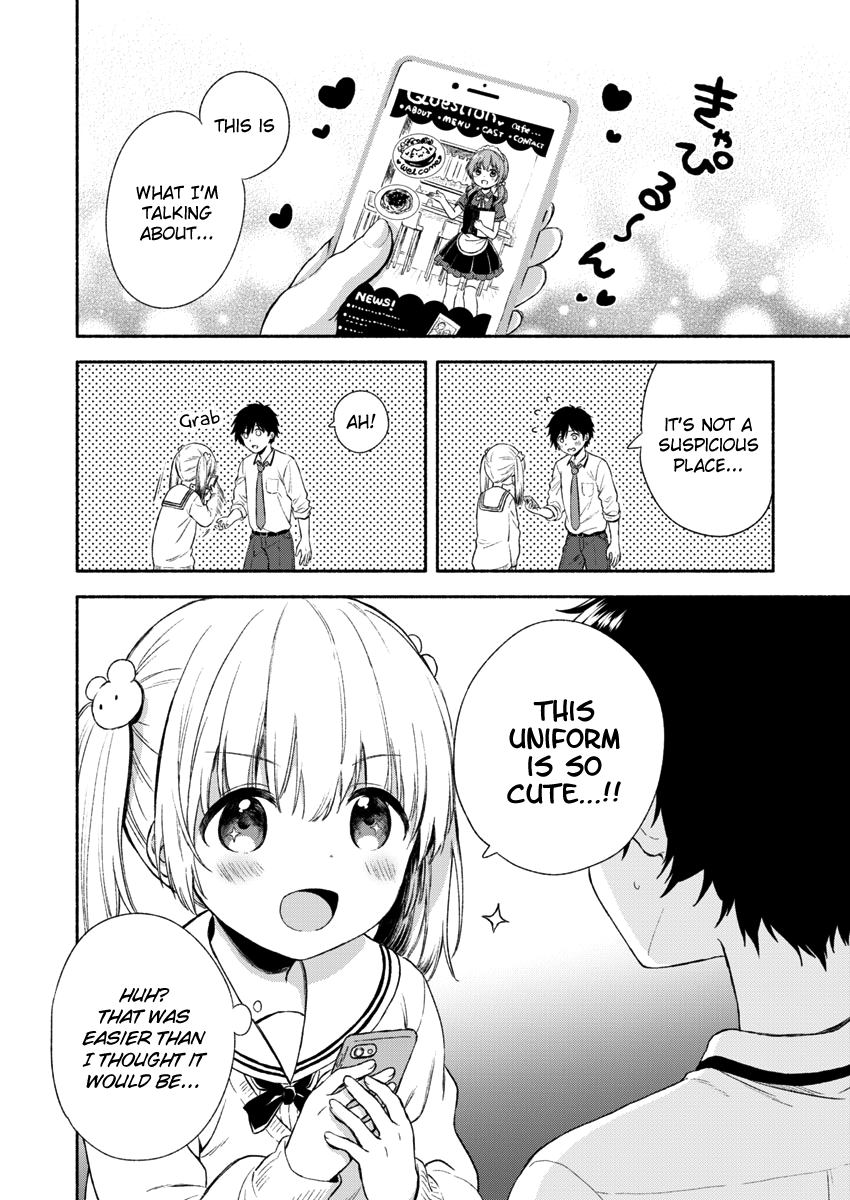 THIS IS
WHAT I'M
TALKING
ABOUT...
Question
Cafe...
• ABOUT • MENU • CAST • CONTACT
Welcome
NEWS!
きゃぴる〜ん
IT'S NOT A
SUSPICIOUS
PLACE...
AH!
Grab
THIS
UNIFORM
IS SO
CUTE...!!
HUH?
THAT WAS
EASIER THAN
I THOUGHT IT
WOULD BE...